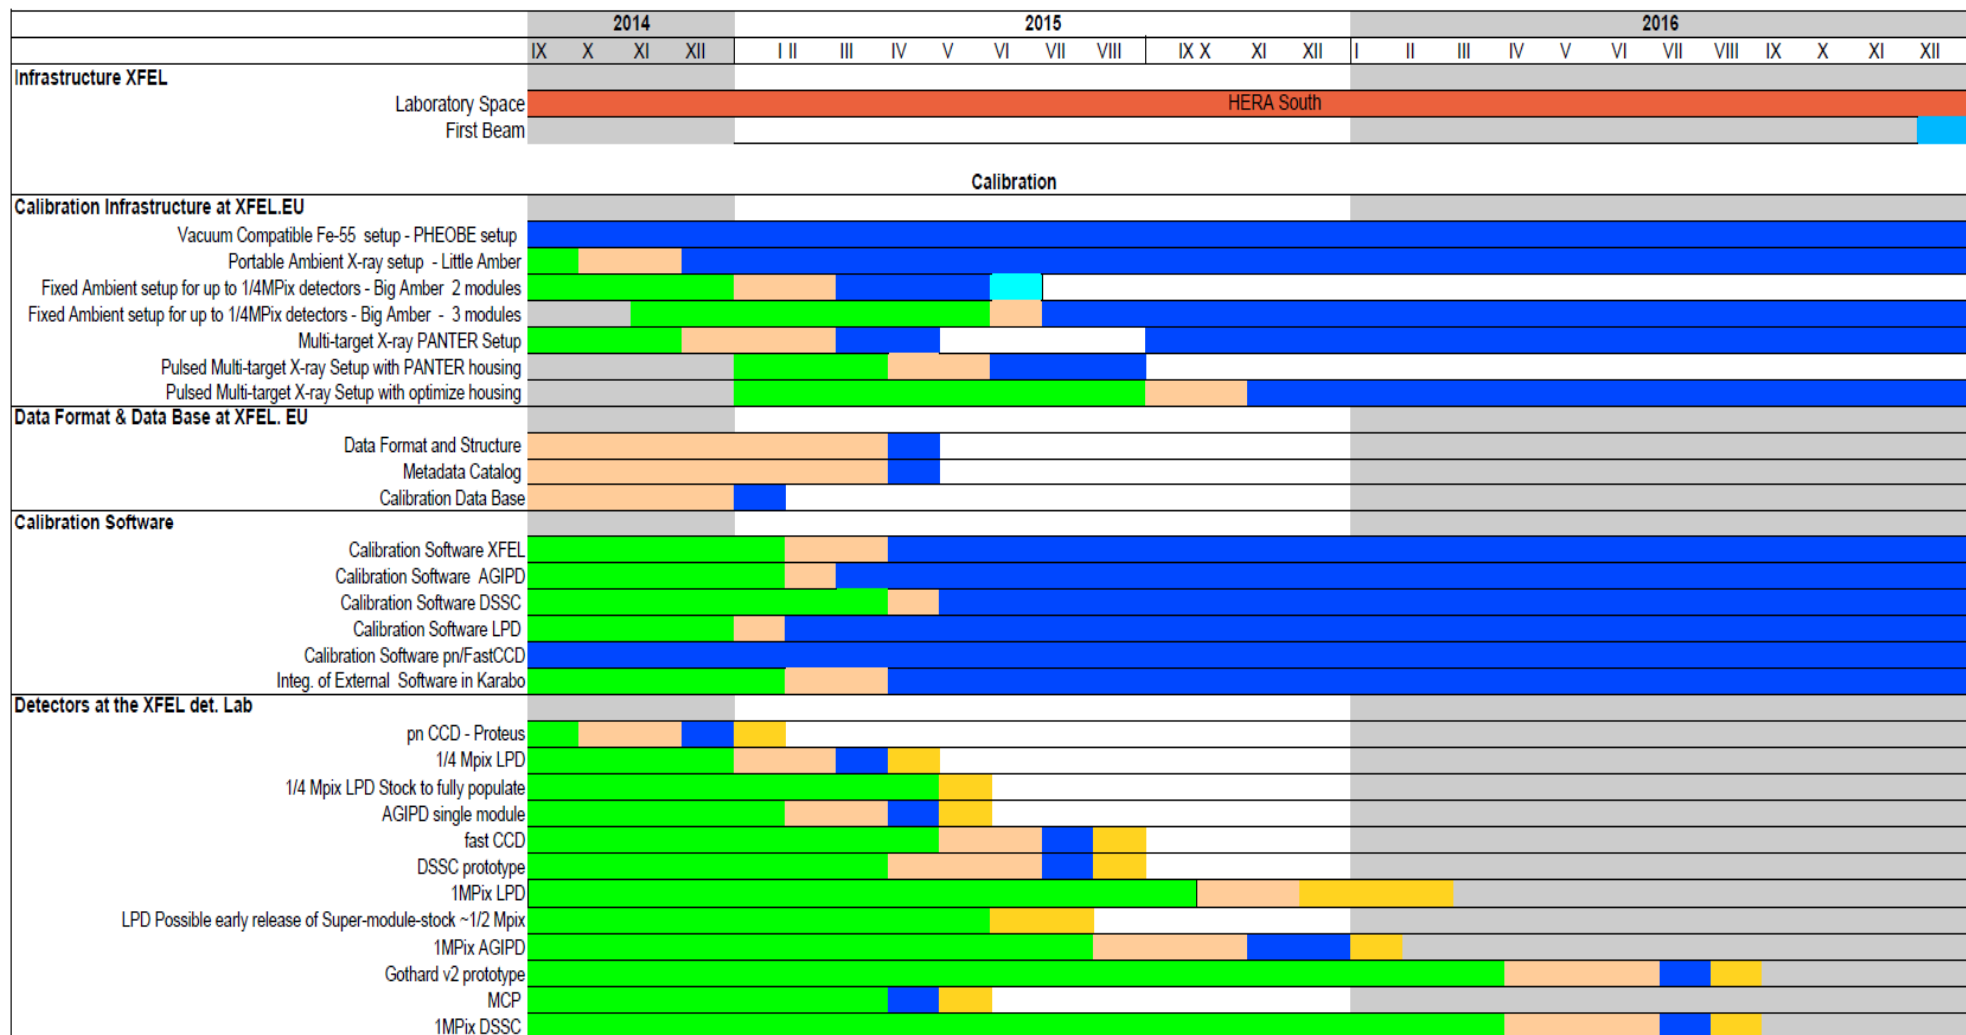 2014 2015 2016
IX X XI XII I II III IV V VI VII VIII IX X XI XII I II III IV V VI VII VIII IX X XI XII
Infrastructure XFEL
Laboratory Space HERA South
First Beam
Calibration
Calibration Infrastructure at XFEL.EU
Vacuum Compatible Fe-55 setup - PHEOBE setup
Portable Ambient X-ray setup - Little Amber
Fixed Ambient setup for up to 1/4MPix detectors - Big Amber 2 modules
Fixed Ambient setup for up to 1/4MPix detectors - Big Amber - 3 modules
Multi-target X-ray PANTER Setup
Pulsed Multi-target X-ray Setup with PANTER housing
Pulsed Multi-target X-ray Setup with optimize housing
Data Format & Data Base at XFEL. EU
Data Format and Structure
Metadata Catalog
Calibration Data Base
Calibration Software
Calibration Software XFEL
Calibration Software AGIPD
Calibration Software DSSC
Calibration Software LPD
Calibration Software pn/FastCCD
Integ. of External Software in Karabo
Detectors at the XFEL det. Lab
pn CCD - Proteus
1/4 Mpix LPD
1/4 Mpix LPD Stock to fully populate
AGIPD single module
fast CCD
DSSC prototype
1MPix LPD
LPD Possible early release of Super-module-stock ~1/2 Mpix
1MPix AGIPD
Gothard v2 prototype
MCP
1MPix DSSC